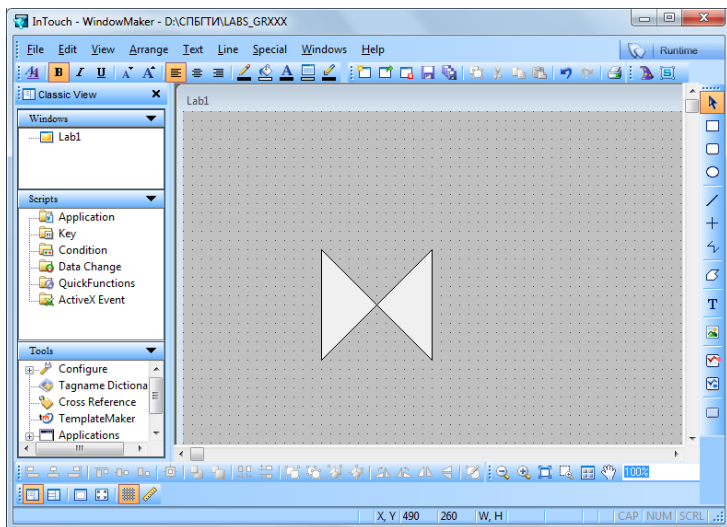 InTouch - WindowMaker - D:\СПБГТИ\LABS_GRXXX
File Edit View Arrange Text Line Special Windows Help
Runtime
B I U A A A T
Classic View
Lab1
Windows
Lab1
Scripts
Application
Key
Condition
Data Change
QuickFunctions
ActiveX Event
Tools
Configure
Tagname Dictiona
Cross Reference
TemplateMaker
Applications
100%
X, Y 490 260 W, H CAP NUM SCRL